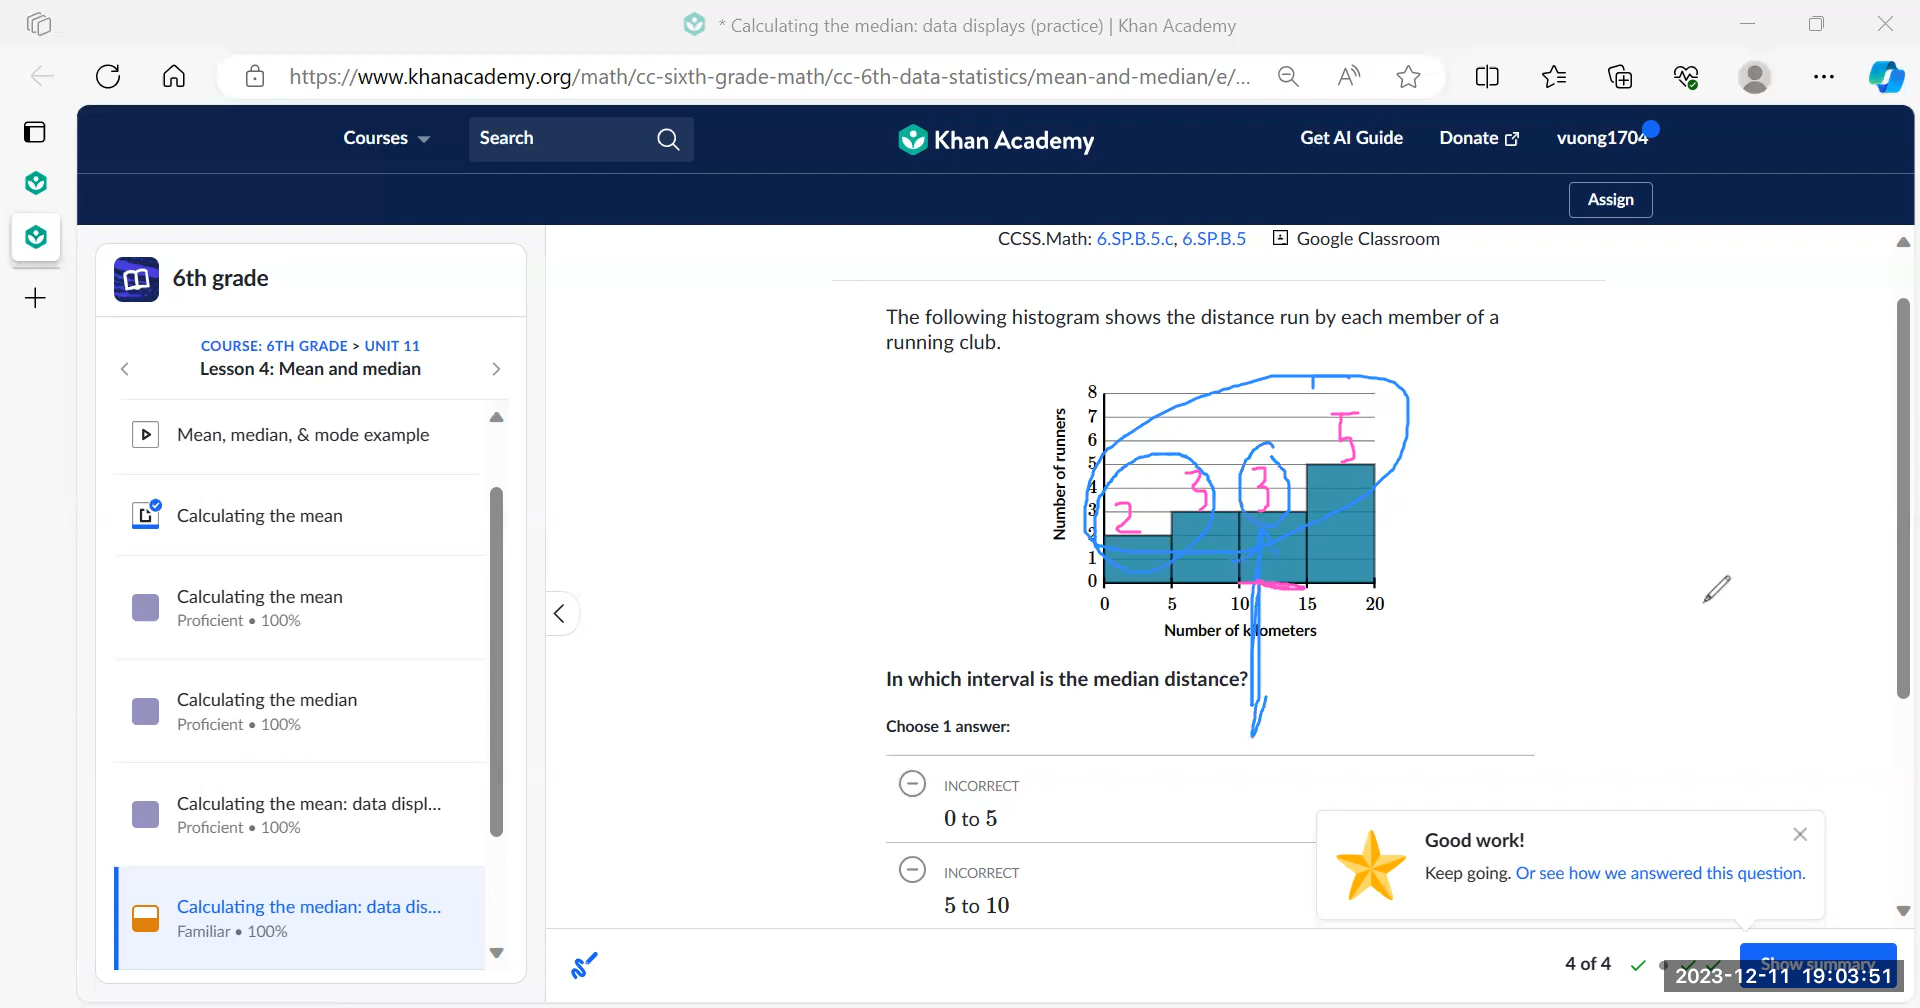 * Calculating the median: data displays (practice) | Khan Academy
https://www.khanacademy.org/math/cc-sixth-grade-math/cc-6th-data-statistics/mean-and-median/e/...
Courses
Search
Khan Academy
Get AI Guide
Donate
vuong1704
Assign
6th grade
COURSE: 6TH GRADE > UNIT 11
Lesson 4: Mean and median
Mean, median, & mode example
Calculating the mean
Calculating the mean
Proficient • 100%
Calculating the median
Proficient • 100%
Calculating the mean: data displ...
Proficient • 100%
Calculating the median: data dis...
Familiar • 100%
CCSS.Math: 6.SP.B.5.c, 6.SP.B.5
Google Classroom
The following histogram shows the distance run by each member of a
running club.
Number of runners
8
7
6
5
4
3
2
1
0
2
3
3
5
0 5 10 15 20
Number of kilometers
In which interval is the median distance?
Choose 1 answer:
INCORRECT
0 to 5
INCORRECT
5 to 10
Good work!
Keep going. Or see how we answered this question.
4 of 4
Show summary
2023-12-11 19:03:51